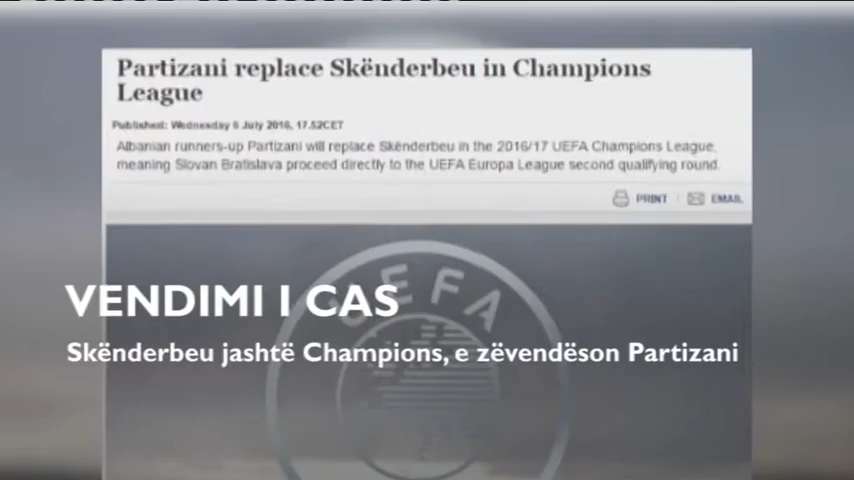 Partizani replace Skënderbeu in Champions
League
Published: Wednesday 6 July 2016, 17.52CET
Albanian runners-up Partizani will replace Skënderbeu in the 2016/17 UEFA Champions League,
meaning Slovan Bratislava proceed directly to the UEFA Europa League second qualifying round.
PRINT | EMAIL
UEFA
VENDIMI I CAS
Skënderbeu jashtë Champions, e zëvendëson Partizani